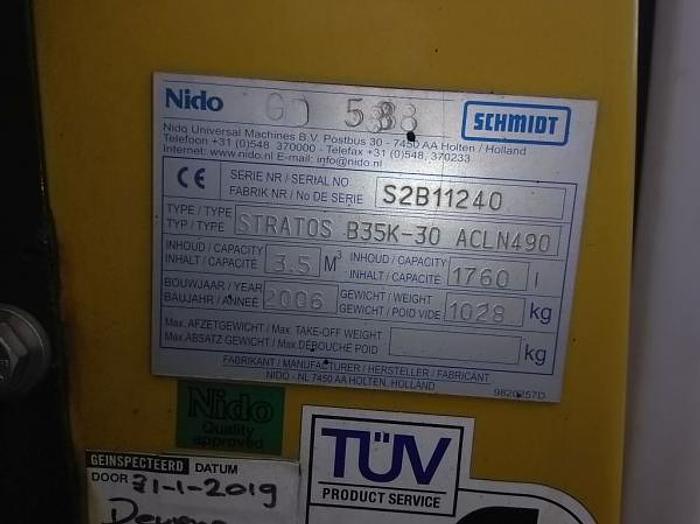 Nido GD 538 SCHMIDT
Nido Universal Machines B.V. Postbus 30 - 7450 AA Holten / Holland
Telefoon +31 (0)548, 370000 - Telefax +31 (0)548, 370233
Internet: www.nido.nl E-mail: info@nido.nl
CE SERIE NR / SERIAL NO
FABRIK NR / No DE SERIE S2B11240
TYPE / TYPE
TYP / TYPE STRATOS B35K-30 ACLN490
INHOUD / CAPACITY INHOUD / CAPACITY
INHALT / CAPACITÉ 3.5 M³ INHALT / CAPACITÉ 1760 l
BOUWJAAR / YEAR GEWICHT / WEIGHT
BAUJAHR / ANNÉE 2006 GEWICHT / POID VIDE 1028 kg
Max. AFZETGEWICHT / Max. TAKE-OFF WEIGHT
Max. ABSATZ GEWICHT / Max. DÉBOUCHE POID kg
FABRIKANT / MANUFACTURER / HERSTELLER / FABRICANT
NIDO - NL 7450 AA HOLTEN, HOLLAND 9820257D
Nido
Quality
approved
TÜV
PRODUCT SERVICE
GEINSPECTEERD DATUM
DOOR 31-1-2019